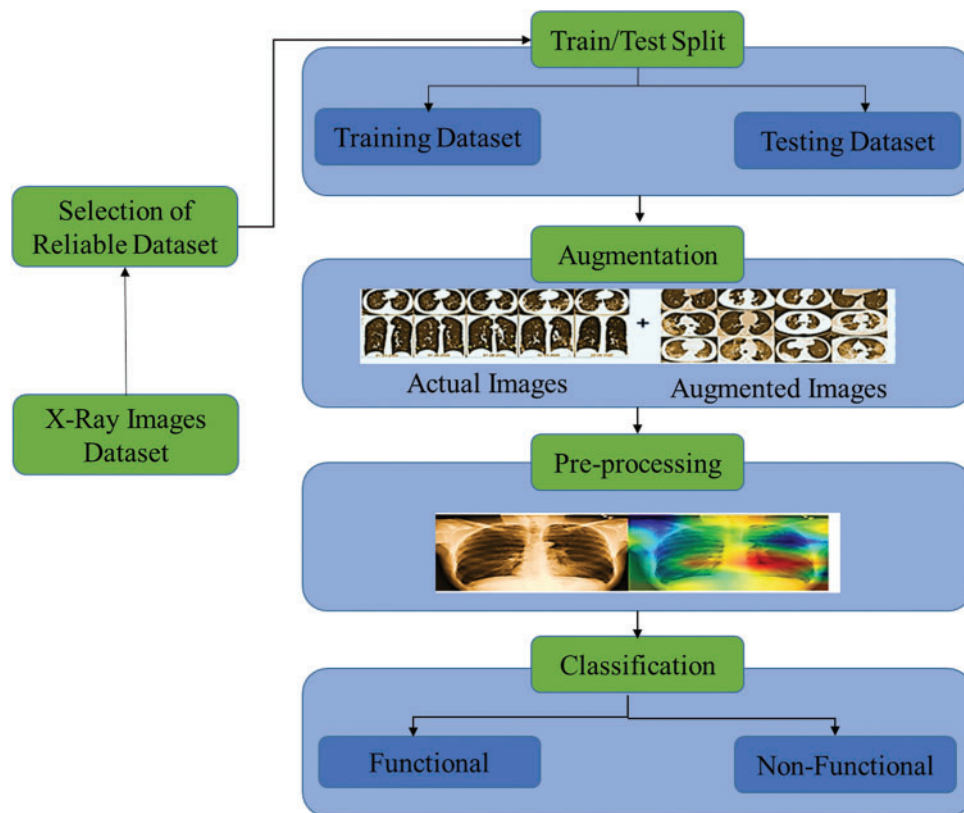 Train/Test Split
Training Dataset
Testing Dataset
Selection of
Reliable Dataset
X-Ray Images
Dataset
Augmentation
+
Actual Images
Augmented Images
Pre-processing
Classification
Functional
Non-Functional